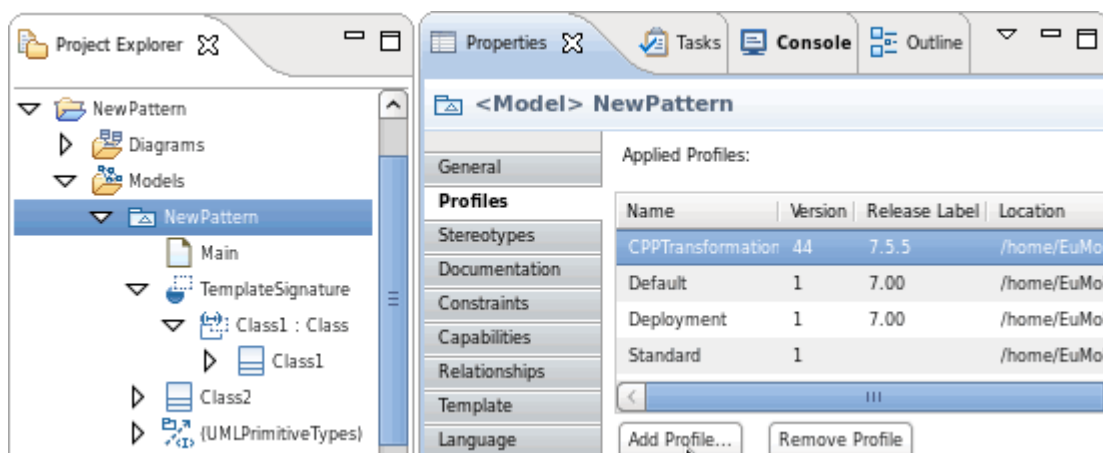 Project Explorer
NewPattern
Diagrams
Models
NewPattern
Main
TemplateSignature
Class1 : Class
Class1
Class2
{UMLPrimitiveTypes}
Properties Tasks Console Outline
<Model> NewPattern
General
Profiles
Stereotypes
Documentation
Constraints
Capabilities
Relationships
Template
Language
Applied Profiles:
Name Version Release Label Location
CPPTransformation 44 7.5.5 /home/EuMo
Default 1 7.00 /home/EuMo
Deployment 1 7.00 /home/EuMo
Standard 1 /home/EuMo
Add Profile... Remove Profile